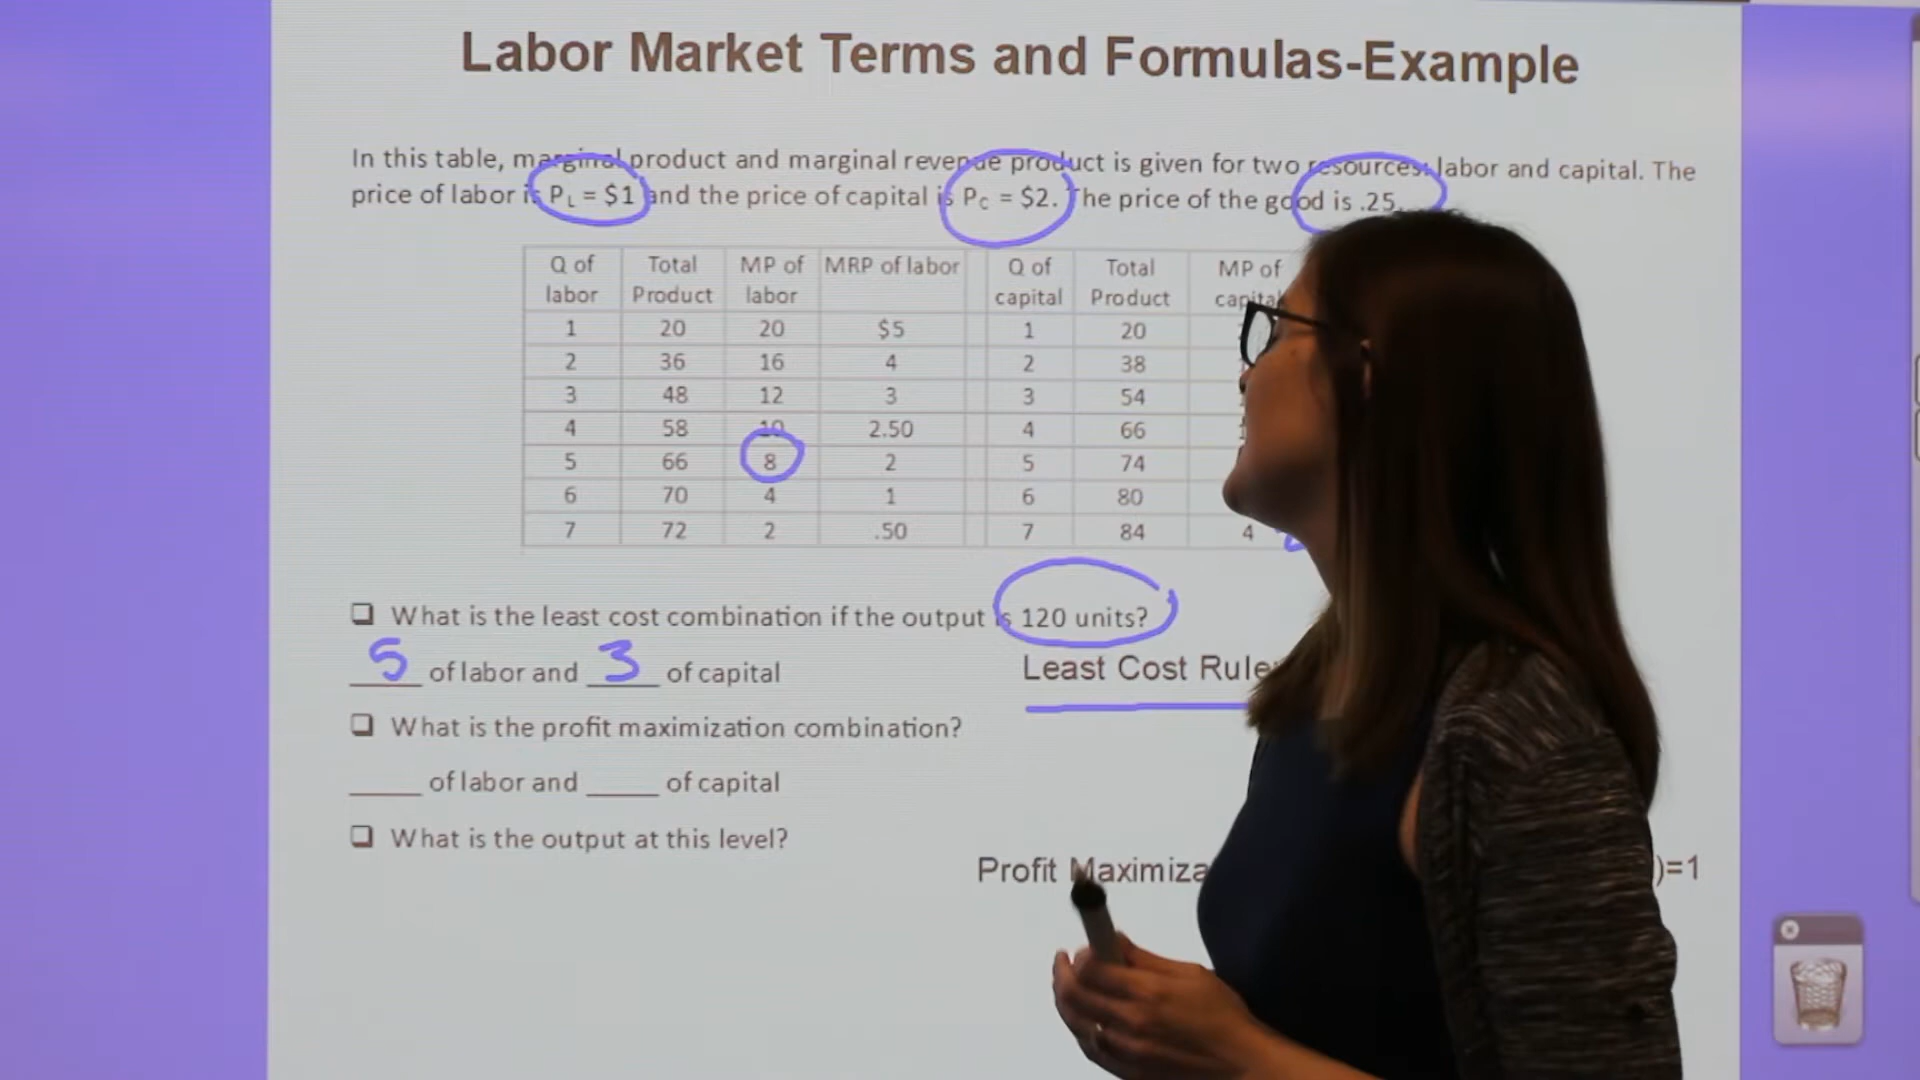 Labor Market Terms and Formulas-Example
In this table, marginal product and marginal revenue product is given for two resources: labor and capital. The
price of labor is PL = $1 and the price of capital is PC = $2. The price of the good is .25.
Q of labor Total Product MP of labor MRP of labor Q of capital Total Product MP of capital
1 20 20 $5 1 20
2 36 16 4 2 38
3 48 12 3 3 54
4 58 10 2.50 4 66
5 66 8 2 5 74
6 70 4 1 6 80
7 72 2 .50 7 84 4
❑ What is the least cost combination if the output is 120 units?
5 of labor and 3 of capital
Least Cost Rule
❑ What is the profit maximization combination?
____ of labor and ____ of capital
❑ What is the output at this level?
Profit Maximiza )=1